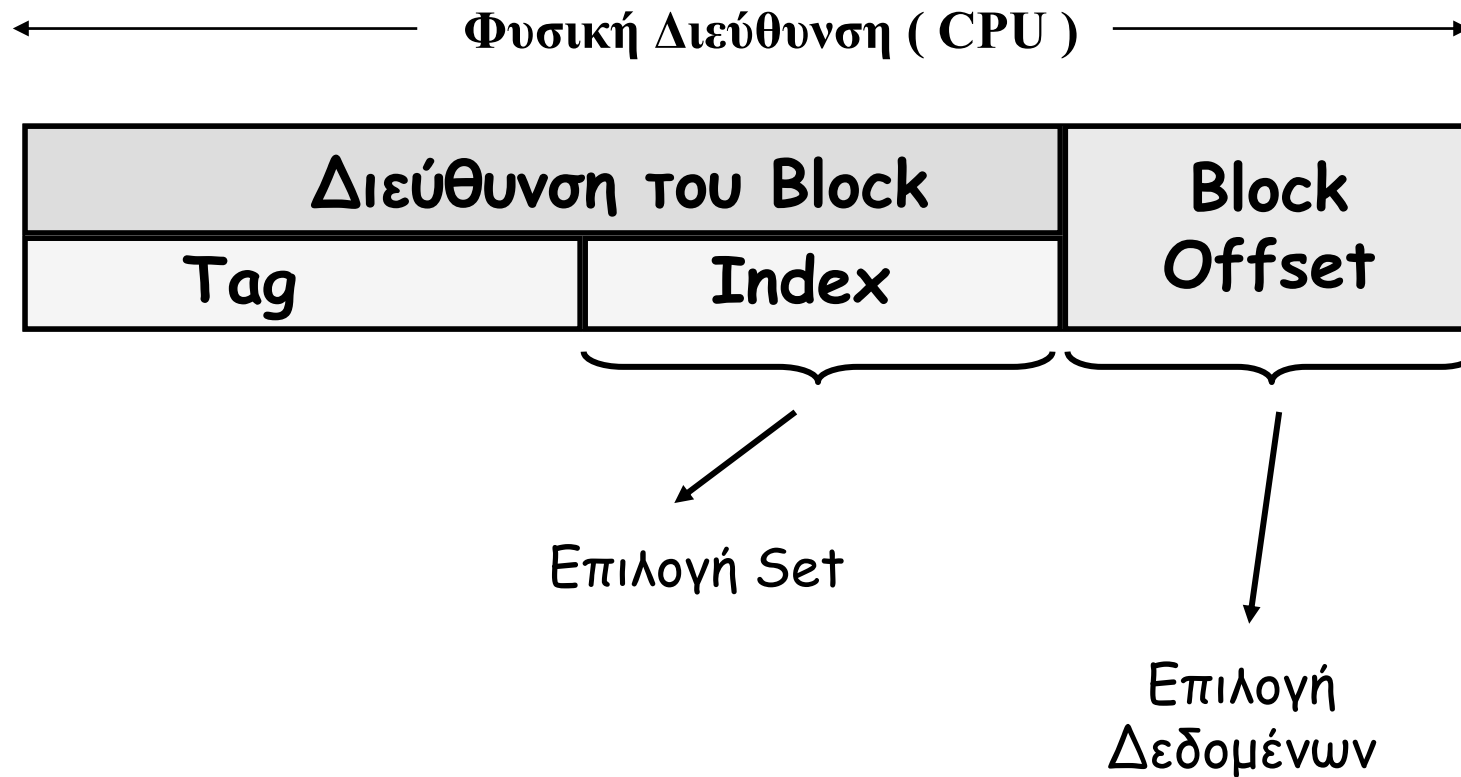 Φυσική Διεύθυνση ( CPU )
Διεύθυνση του Block
Block
Offset
Tag
Index
Επιλογή Set
Επιλογή
Δεδομένων